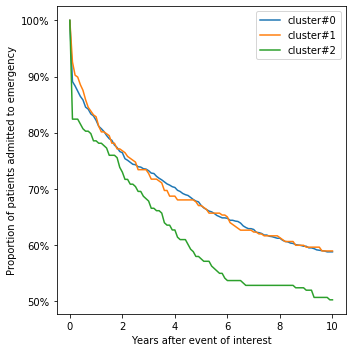 100%
90%
80%
70%
60%
50%
Proportion of patients admitted to emergency
cluster#0
cluster#1
cluster#2
0
2
4
6
8
10
Years after event of interest